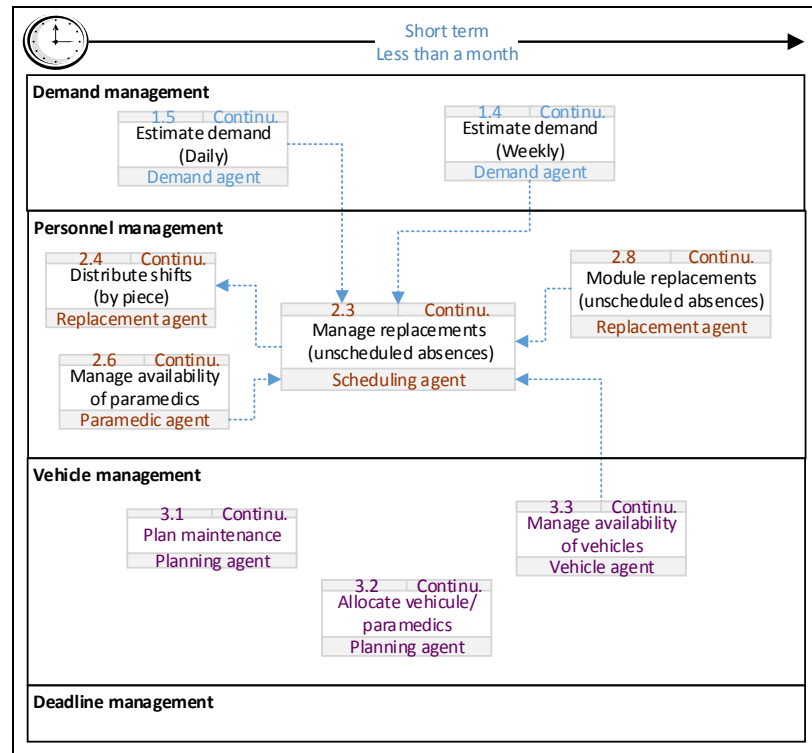 Short term
Less than a month
Demand management
1.5 Continu.
Estimate demand
(Daily)
Demand agent
1.4 Continu.
Estimate demand
(Weekly)
Demand agent
Personnel management
2.4 Continu.
Distribute shifts
(by piece)
Replacement agent
2.8 Continu.
Module replacements
(unscheduled absences)
Replacement agent
2.3 Continu.
Manage replacements
(unscheduled absences)
Scheduling agent
2.6 Continu.
Manage availability
of paramedics
Paramedic agent
Vehicle management
3.1 Continu.
Plan maintenance
Planning agent
3.3 Continu.
Manage availability
of vehicles
Vehicle agent
3.2 Continu.
Allocate vehicule/
paramedics
Planning agent
Deadline management